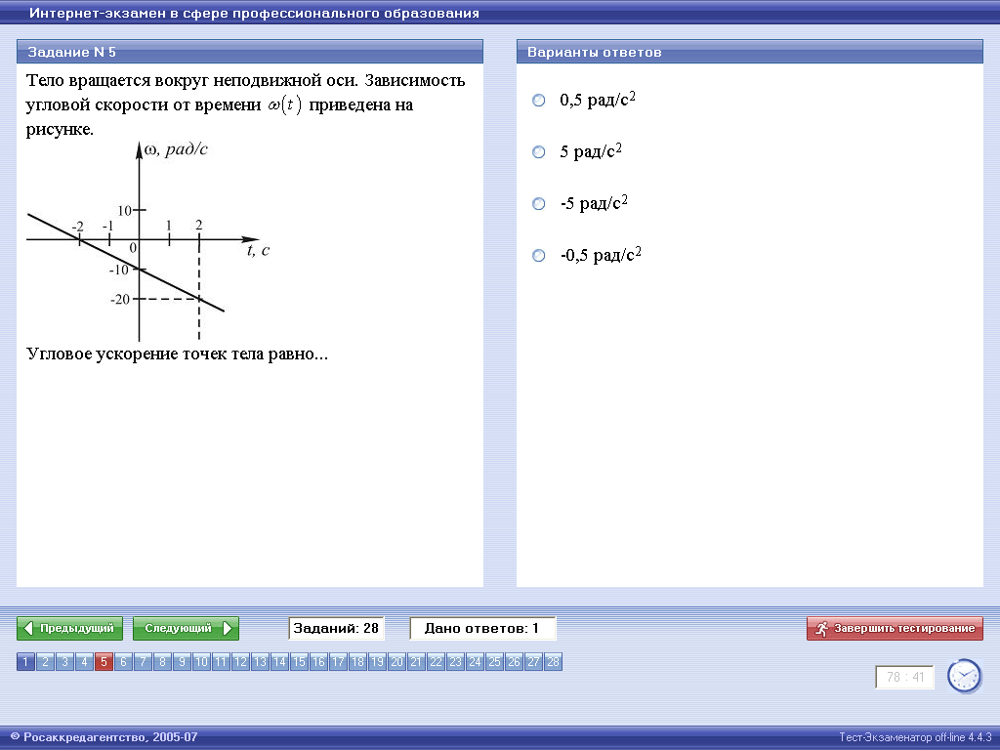 Интернет-экзамен в сфере профессионального образования
Задание N 5
Тело вращается вокруг неподвижной оси. Зависимость
угловой скорости от времени ω(t) приведена на
рисунке.
ω, рад/с
10
-2 -1 1 2
0
t, c
-10
-20
Угловое ускорение точек тела равно...
Варианты ответов
0,5 рад/с²
5 рад/с²
-5 рад/с²
-0,5 рад/с²
Предыдущий
Следующий
Заданий: 28
Дано ответов: 1
Завершить тестирование
1 2 3 4 5 6 7 8 9 10 11 12 13 14 15 16 17 18 19 20 21 22 23 24 25 26 27 28
78 : 41
© Росаккредагентство, 2005-07
Тест-Экзаменатор off-line 4.4.3